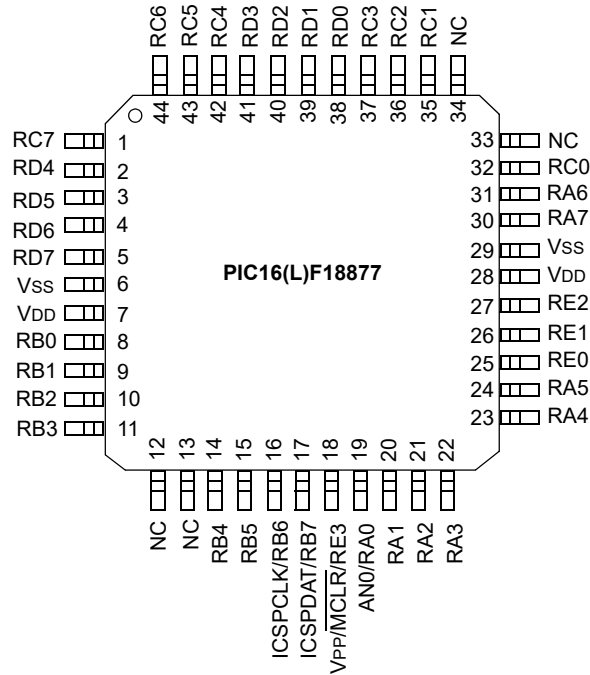 RC6
RC5
RC4
RD3
RD2
RD1
RD0
RC3
RC2
RC1
NC
44
43
42
41
40
39
38
37
36
35
34
RC7 1
RD4 2
RD5 3
RD6 4
RD7 5
VSS 6
VDD 7
RB0 8
RB1 9
RB2 10
RB3 11
PIC16(L)F18877
33 NC
32 RC0
31 RA6
30 RA7
29 VSS
28 VDD
27 RE2
26 RE1
25 RE0
24 RA5
23 RA4
12
13
14
15
16
17
18
19
20
21
22
NC
NC
RB4
RB5
ICSPCLK/RB6
ICSPDAT/RB7
VPP/MCLR/RE3
AN0/RA0
RA1
RA2
RA3